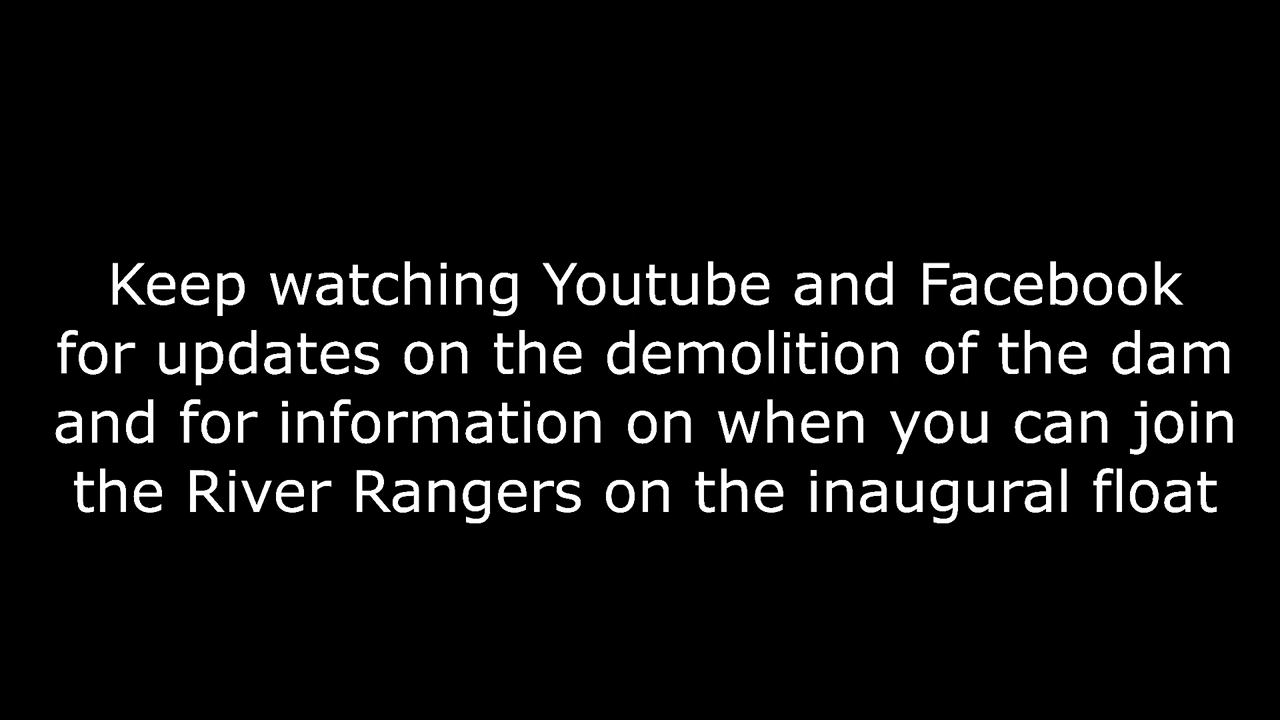 Keep watching Youtube and Facebook
for updates on the demolition of the dam
and for information on when you can join
the River Rangers on the inaugural float